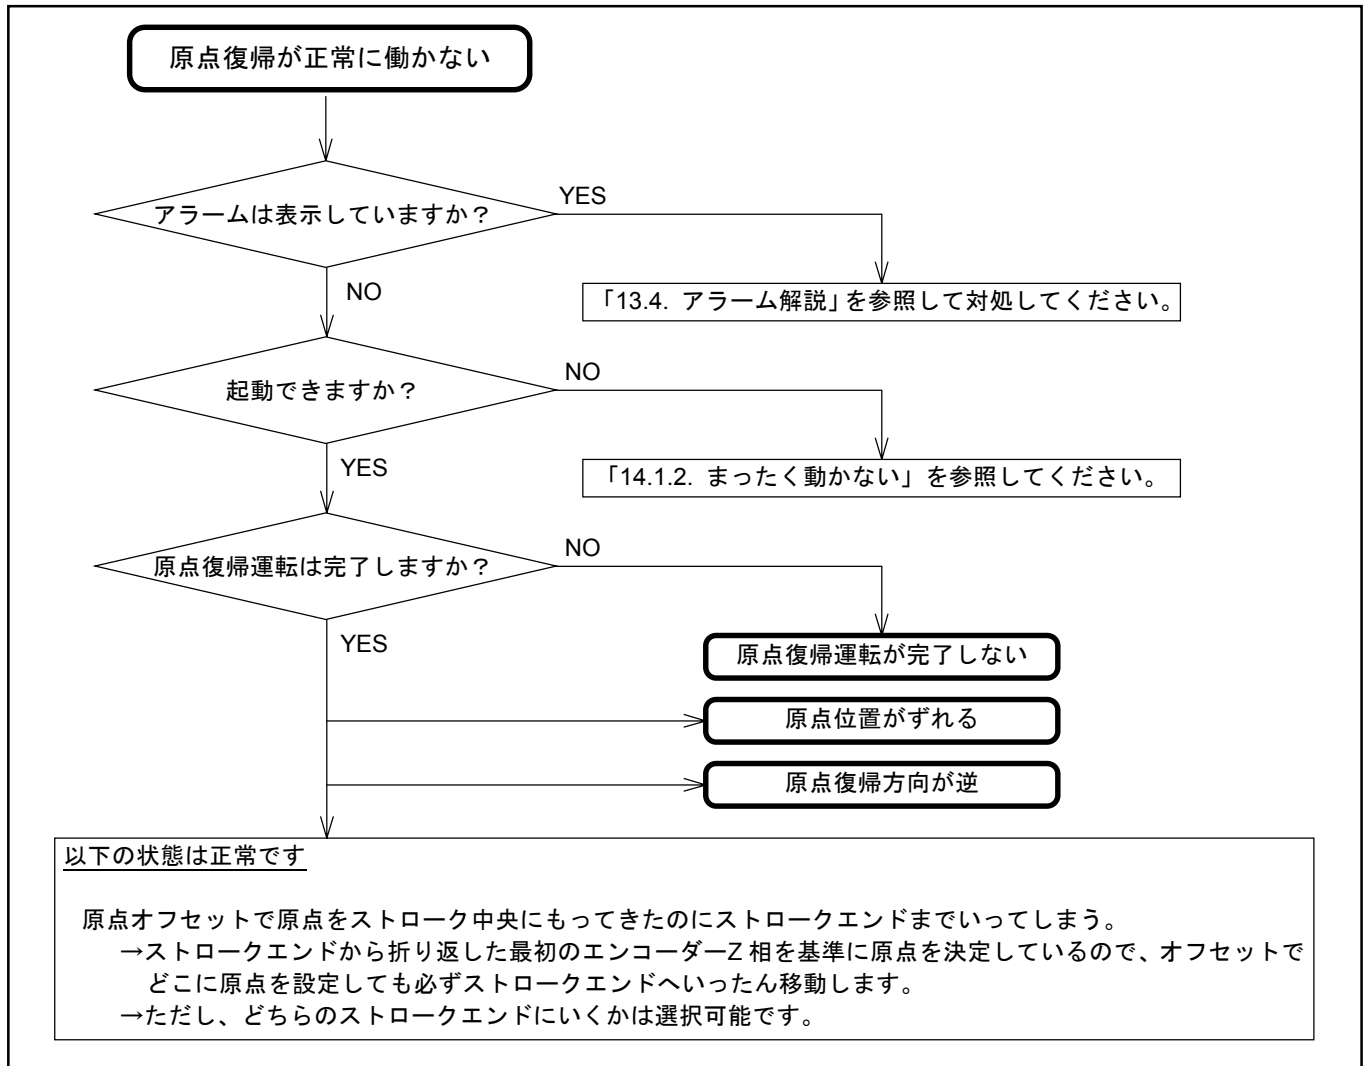 原点復帰が正常に働かない
アラームは表示していますか？
YES
「13.4. アラーム解説」を参照して対処してください。
NO
起動できますか？
NO
「14.1.2. まったく動かない」を参照してください。
YES
原点復帰運転は完了しますか？
NO
原点復帰運転が完了しない
YES
原点位置がずれる
原点復帰方向が逆
以下の状態は正常です
原点オフセットで原点をストローク中央にもってきたのにストロークエンドまでいってしまう。
→ストロークエンドから折り返した最初のエンコーダーZ 相を基準に原点を決定しているので、オフセットで
どこに原点を設定しても必ずストロークエンドへいったん移動します。
→ただし、どちらのストロークエンドにいくかは選択可能です。